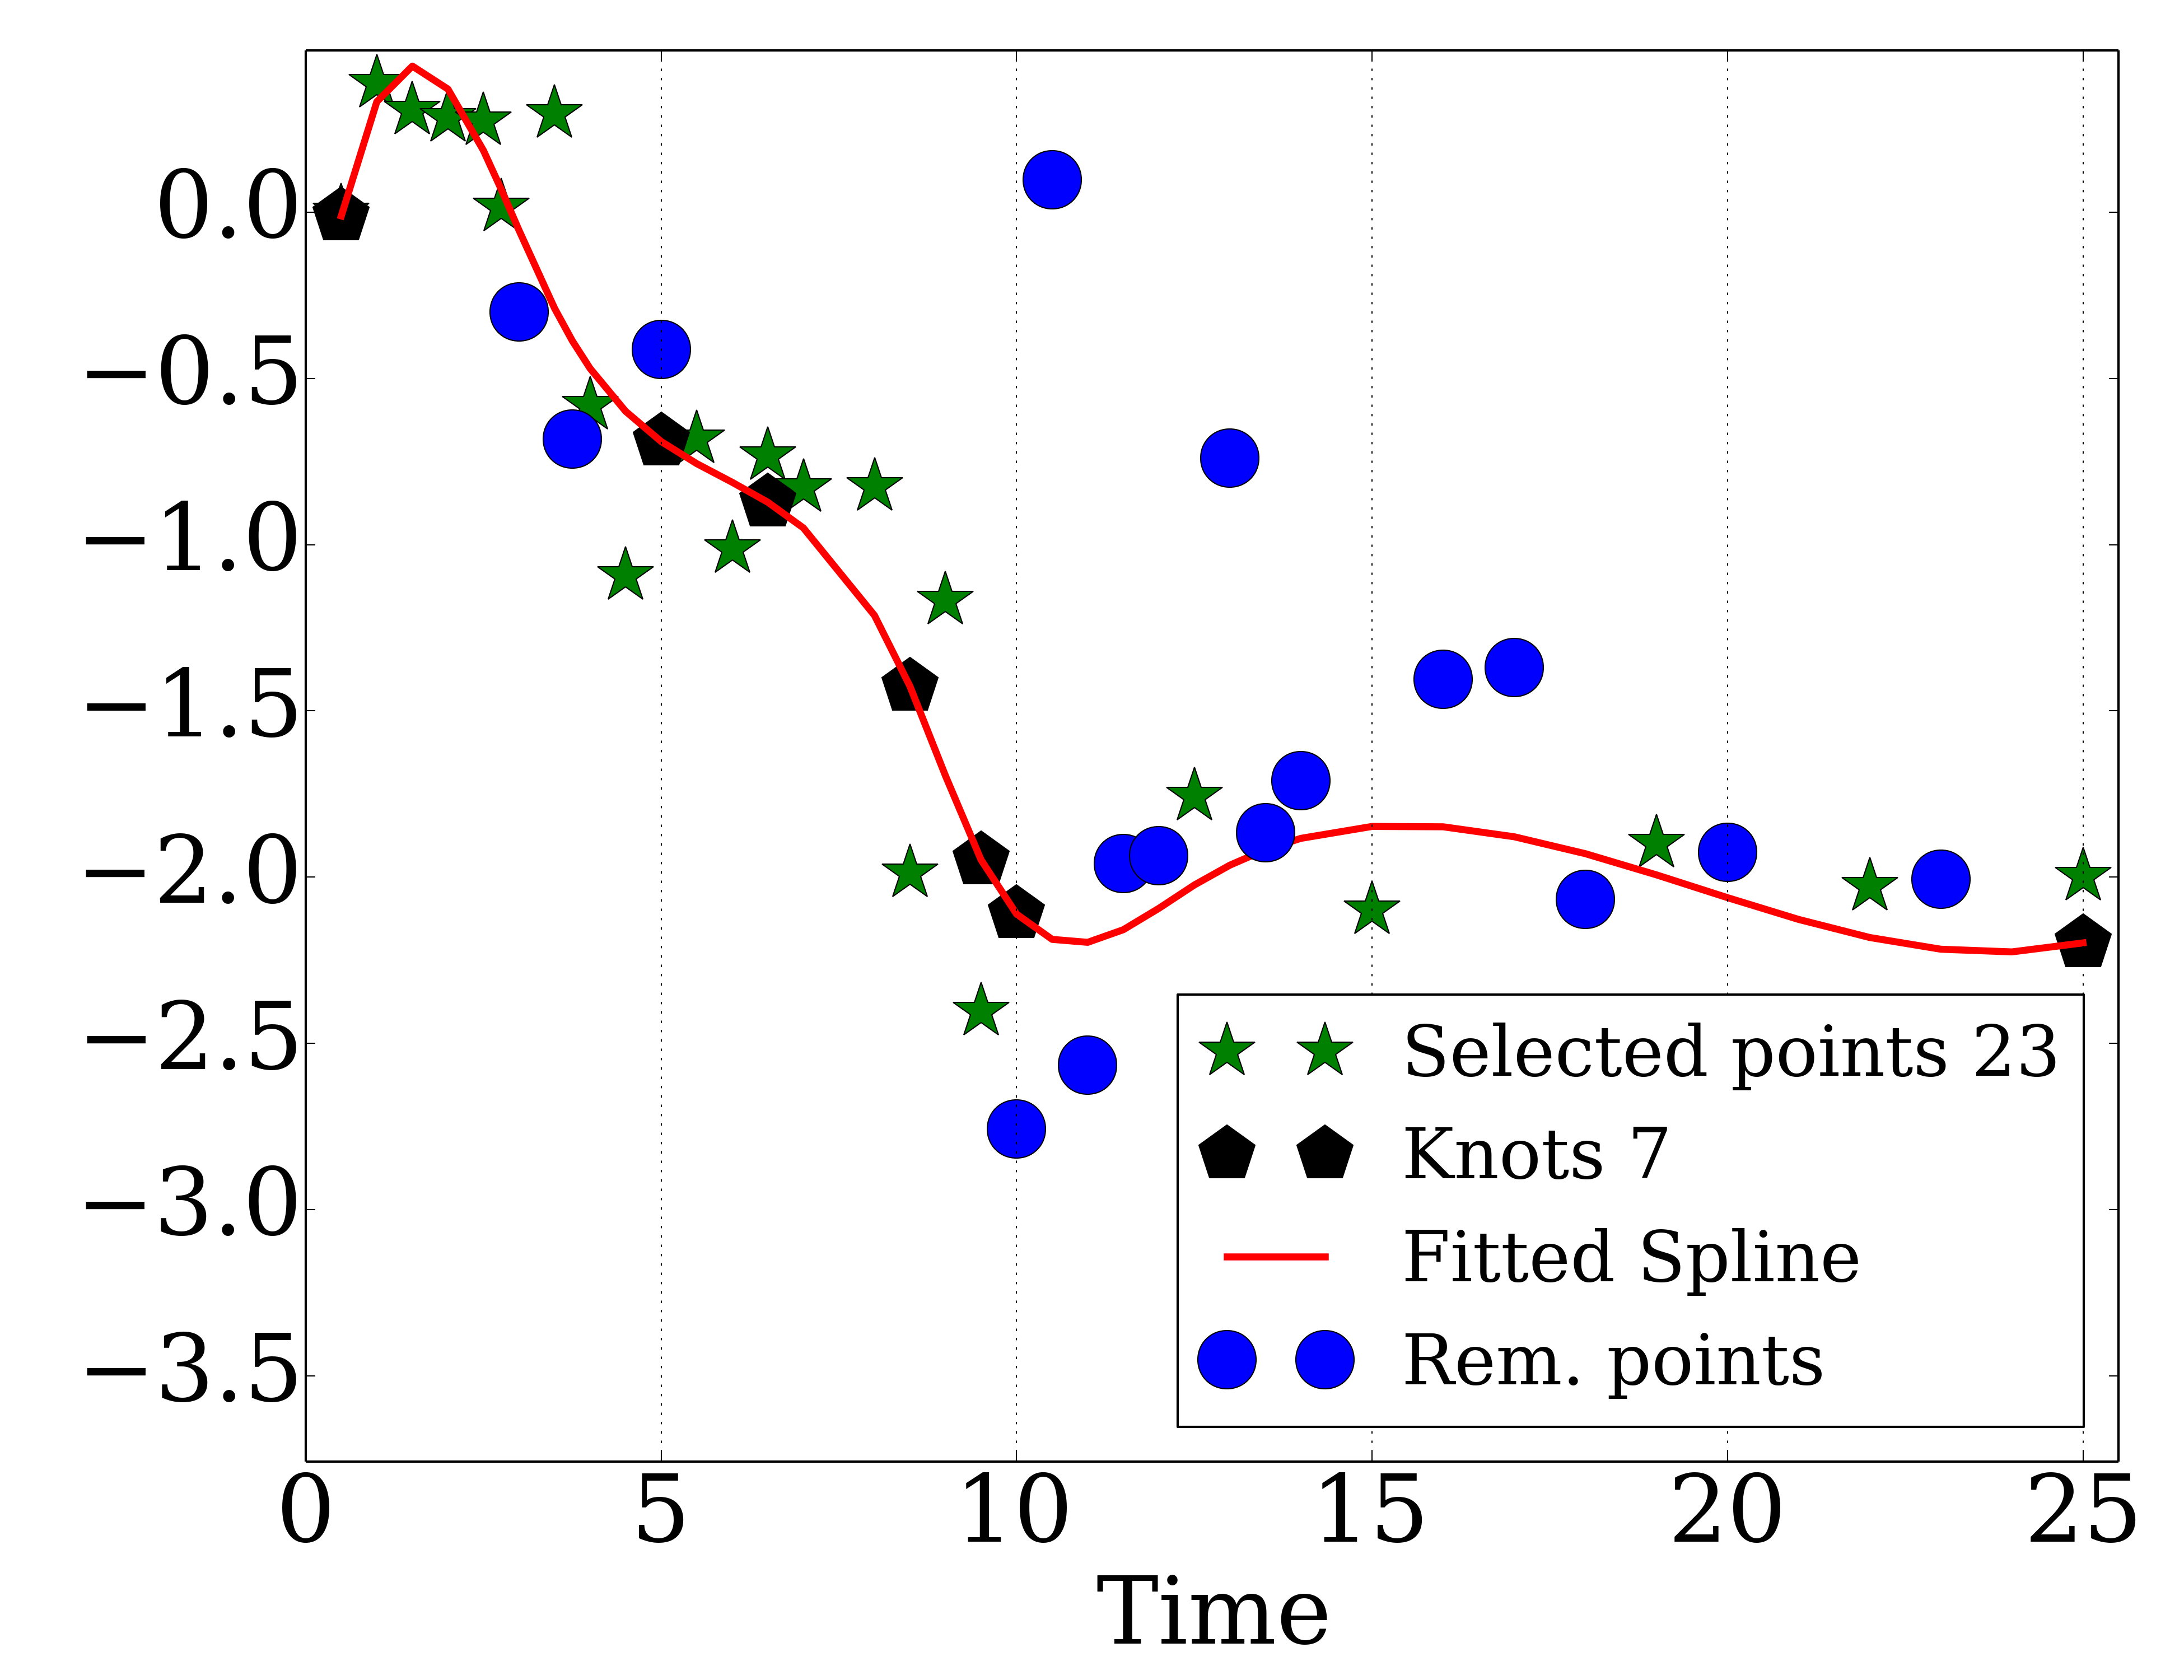 0.0
−0.5
−1.0
−1.5
−2.0
−2.5
−3.0
−3.5
Selected points 23
Knots 7
Fitted Spline
Rem. points
0 5 10 15 20 25
Time